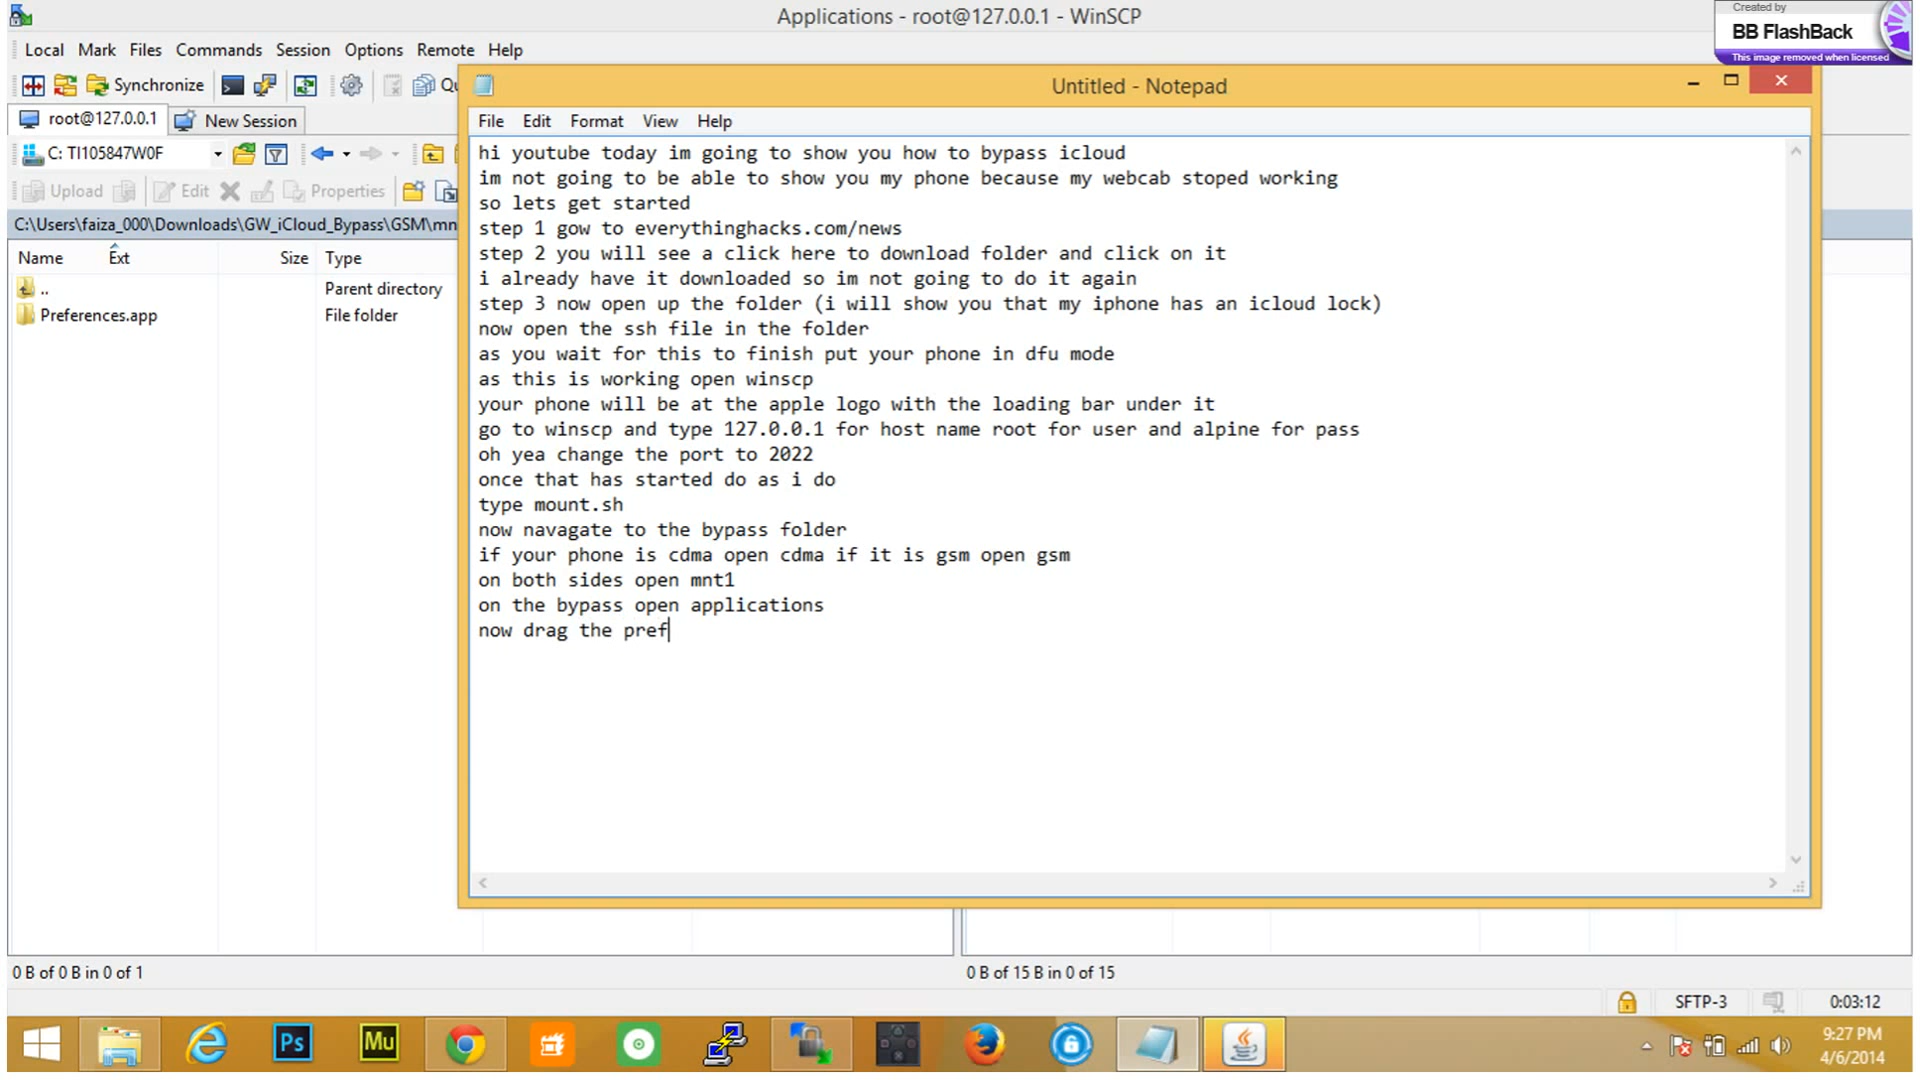 Applications - root@127.0.0.1 - WinSCP
Created by
BB FlashBack
This image removed when licensed
Local Mark Files Commands Session Options Remote Help
Synchronize
Qu
root@127.0.0.1 New Session
C: TI105847W0F
Upload Edit Properties
C:\Users\faiza_000\Downloads\GW_iCloud_Bypass\GSM\mn
Name Ext Size Type
.. Parent directory
Preferences.app File folder
Untitled - Notepad
File Edit Format View Help
hi youtube today im going to show you how to bypass icloud
im not going to be able to show you my phone because my webcab stoped working
so lets get started
step 1 gow to everythinghacks.com/news
step 2 you will see a click here to download folder and click on it
i already have it downloaded so im not going to do it again
step 3 now open up the folder (i will show you that my iphone has an icloud lock)
now open the ssh file in the folder
as you wait for this to finish put your phone in dfu mode
as this is working open winscp
your phone will be at the apple logo with the loading bar under it
go to winscp and type 127.0.0.1 for host name root for user and alpine for pass
oh yea change the port to 2022
once that has started do as i do
type mount.sh
now navagate to the bypass folder
if your phone is cdma open cdma if it is gsm open gsm
on both sides open mnt1
on the bypass open applications
now drag the pref
0 B of 0 B in 0 of 1
0 B of 15 B in 0 of 15
SFTP-3 0:03:12
Ps Mu
9:27 PM
4/6/2014